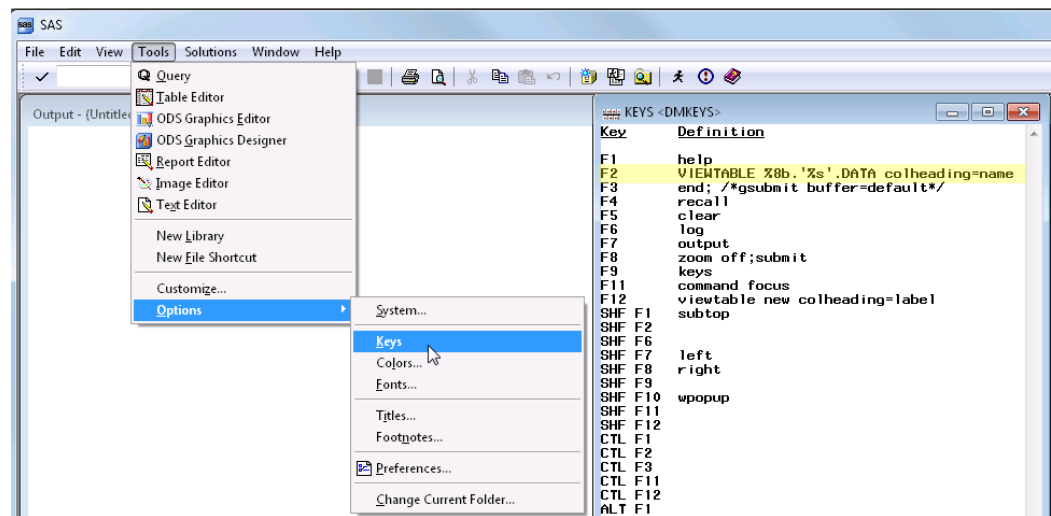 sas SAS
File Edit View Tools Solutions Window Help
Query
Table Editor
ODS Graphics Editor
ODS Graphics Designer
Report Editor
Image Editor
Text Editor
New Library
New File Shortcut
Customize...
Options
System...
Keys
Colors...
Fonts...
Titles...
Footnotes...
Preferences...
Change Current Folder...
Output - (Untitle
KEYS <DMKEYS>
Key Definition
F1 help
F2 VIEWTABLE %8b.'%s'.DATA colheading=name
F3 end; /*gsubmit buffer=default*/
F4 recall
F5 clear
F6 log
F7 output
F8 zoom off;submit
F9 keys
F11 command focus
F12 viewtable new colheading=label
SHF F1 subtop
SHF F2
SHF F6
SHF F7 left
SHF F8 right
SHF F9
SHF F10 wpopup
SHF F11
SHF F12
CTL F1
CTL F2
CTL F3
CTL F11
CTL F12
ALT F1